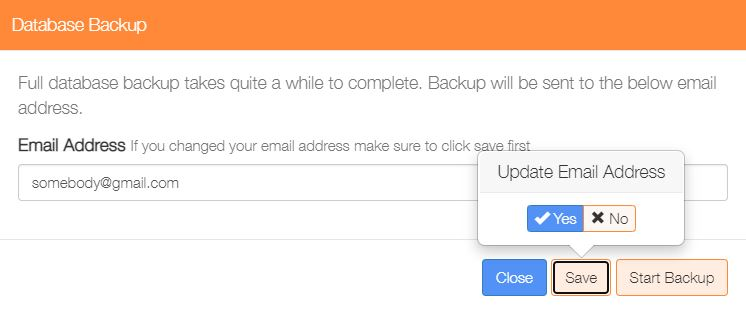 Database Backup
Full database backup takes quite a while to complete. Backup will be sent to the below email
address.
Email Address If you changed your email address make sure to click save first
somebody@gmail.com
Update Email Address
Yes No
Close Save Start Backup